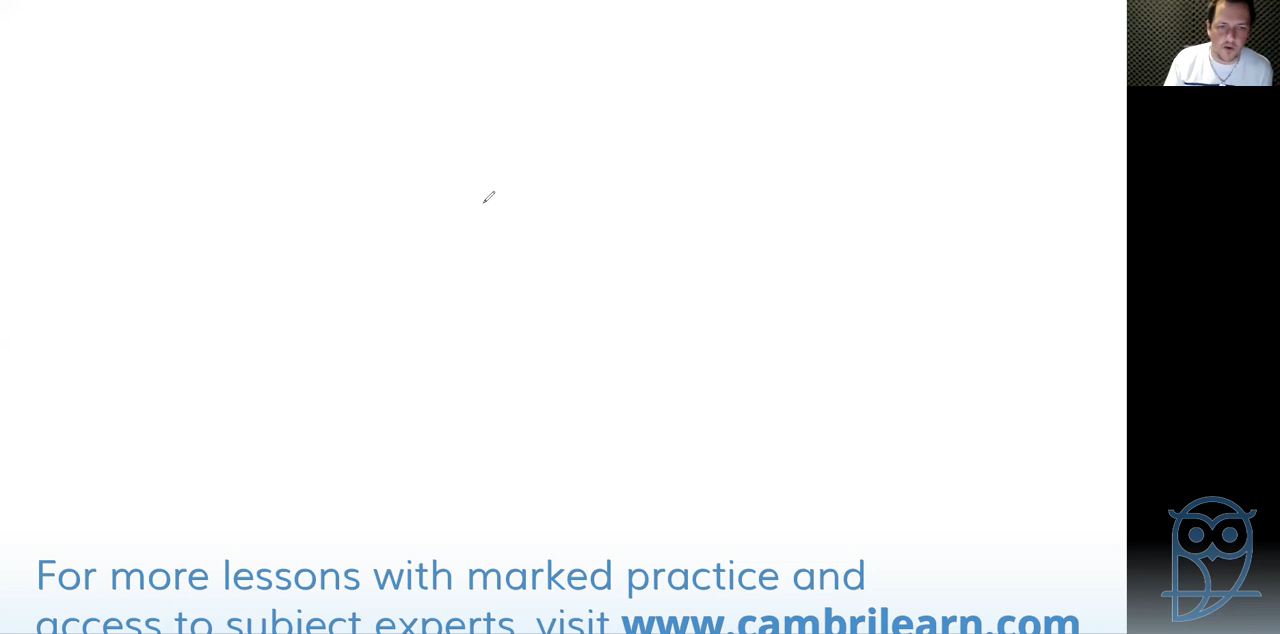 For more lessons with marked practice and
access to subject experts, visit www.cambrilearn.com